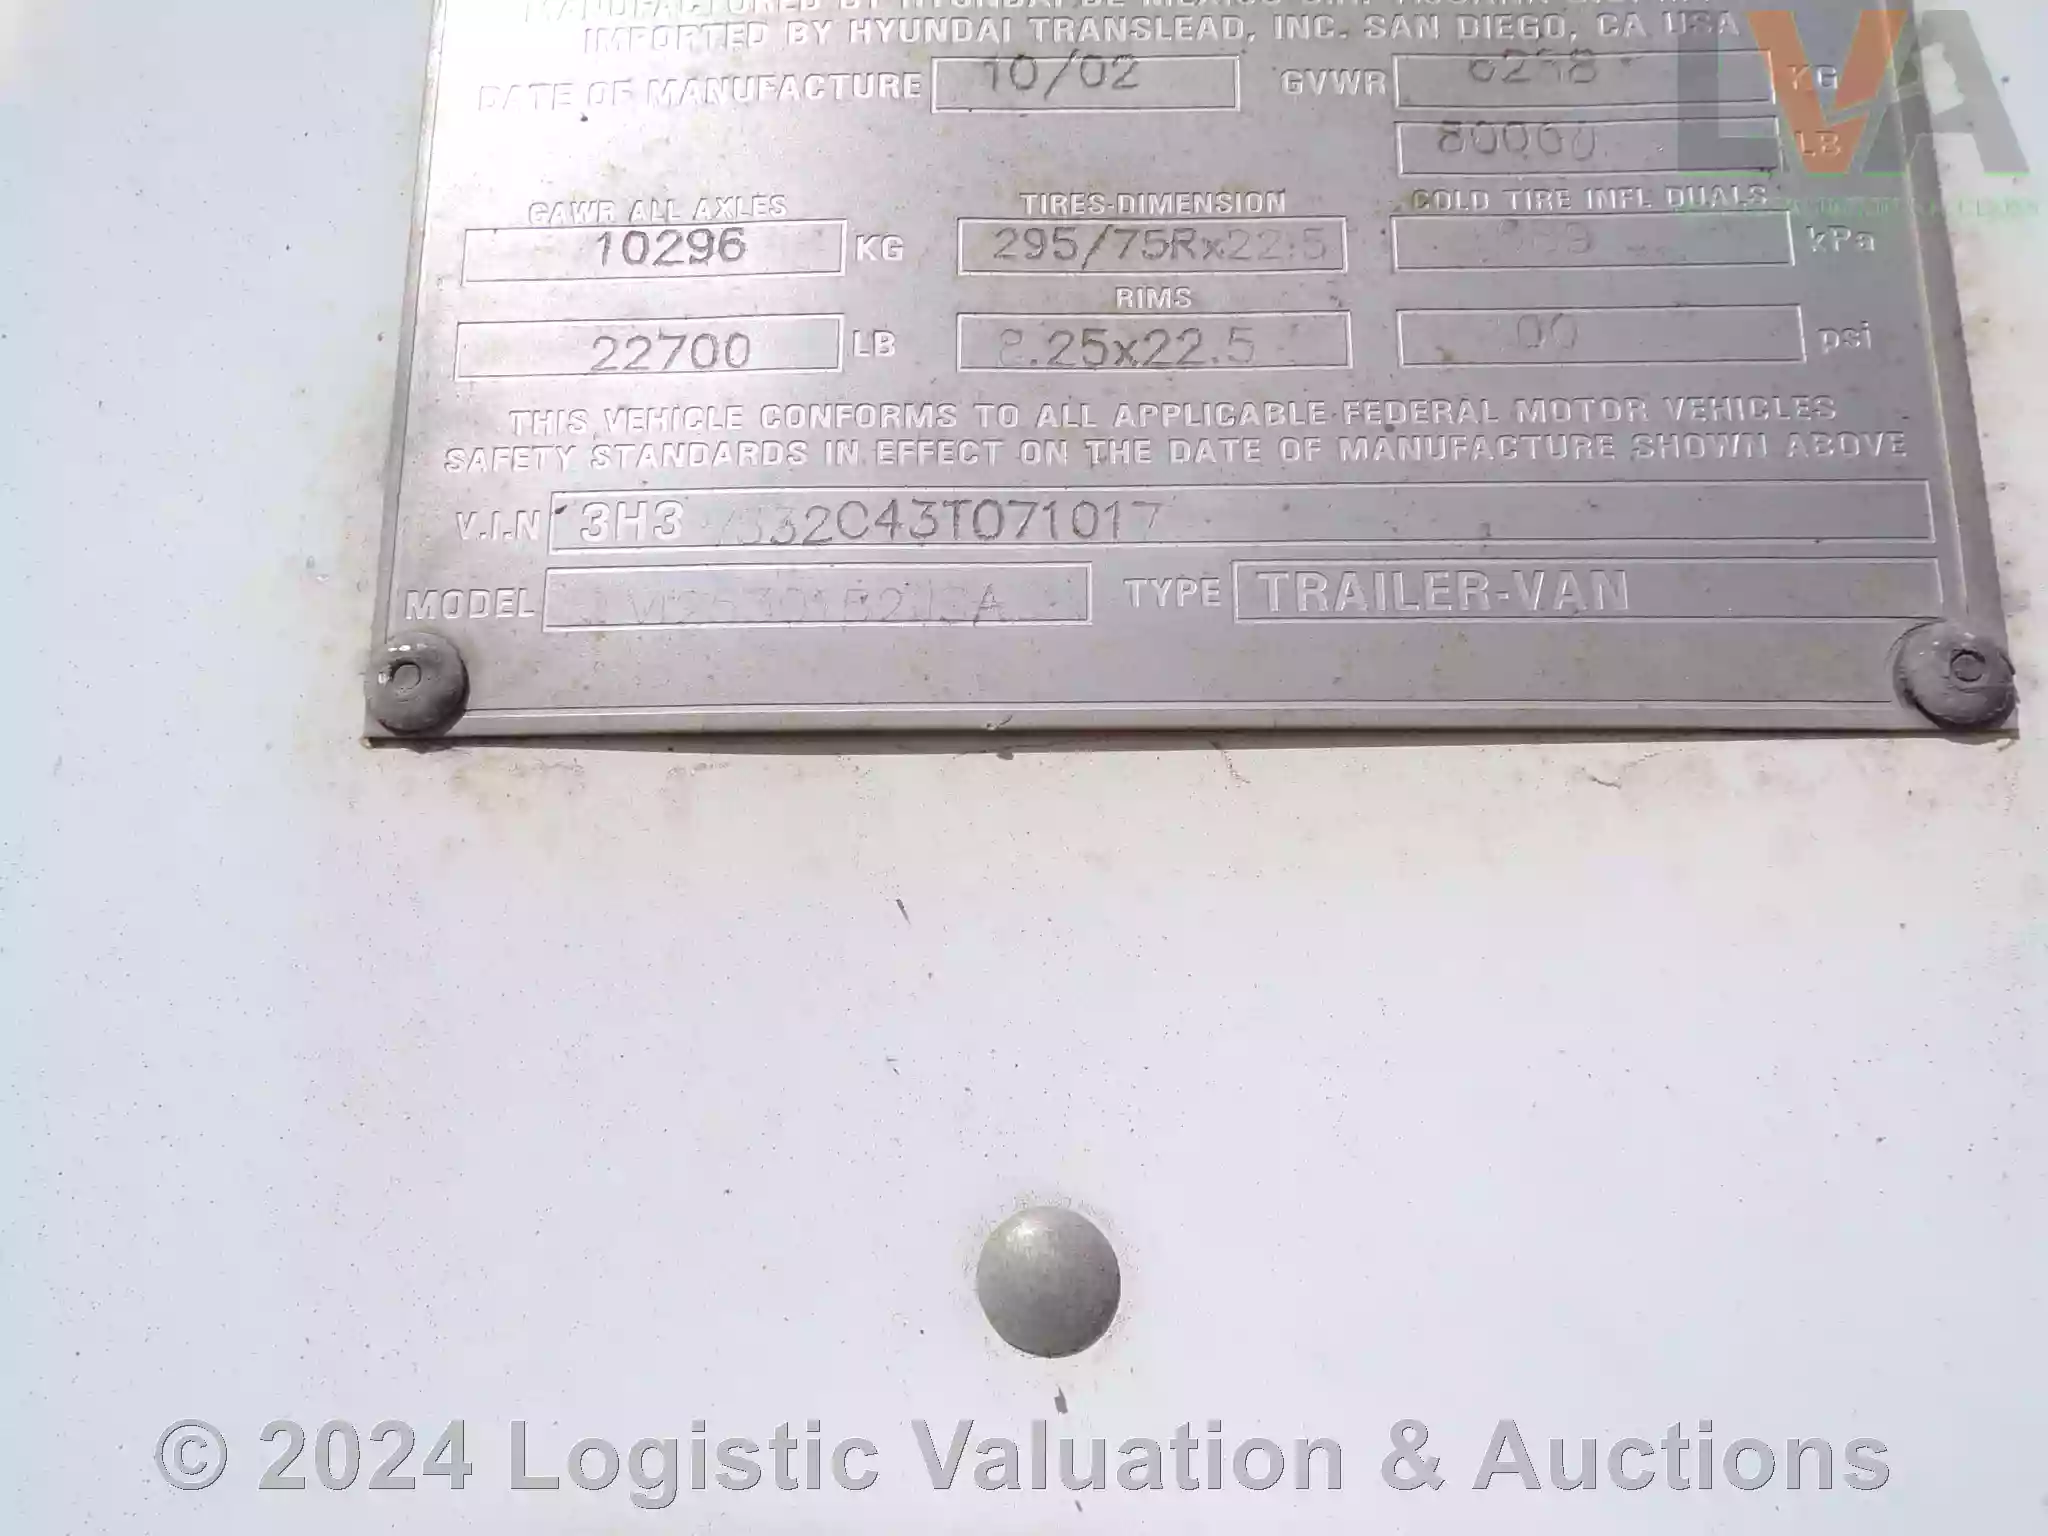 IMPORTED BY HYUNDAI TRANSLEAD, INC. SAN DIEGO, CA USA
DATE OF MANUFACTURE 10/02 GVWR KG
80000 LB
GAWR ALL AXLES TIRES-DIMENSION COLD TIRE INFL DUALS
10296 KG 295/75Rx22.5 kPa
RIMS
22700 LB psi
THIS VEHICLE CONFORMS TO ALL APPLICABLE FEDERAL MOTOR VEHICLES
SAFETY STANDARDS IN EFFECT ON THE DATE OF MANUFACTURE SHOWN ABOVE
V.I.N 3H3
MODEL TYPE TRAILER-VAN
LVA
© 2024 Logistic Valuation & Auctions